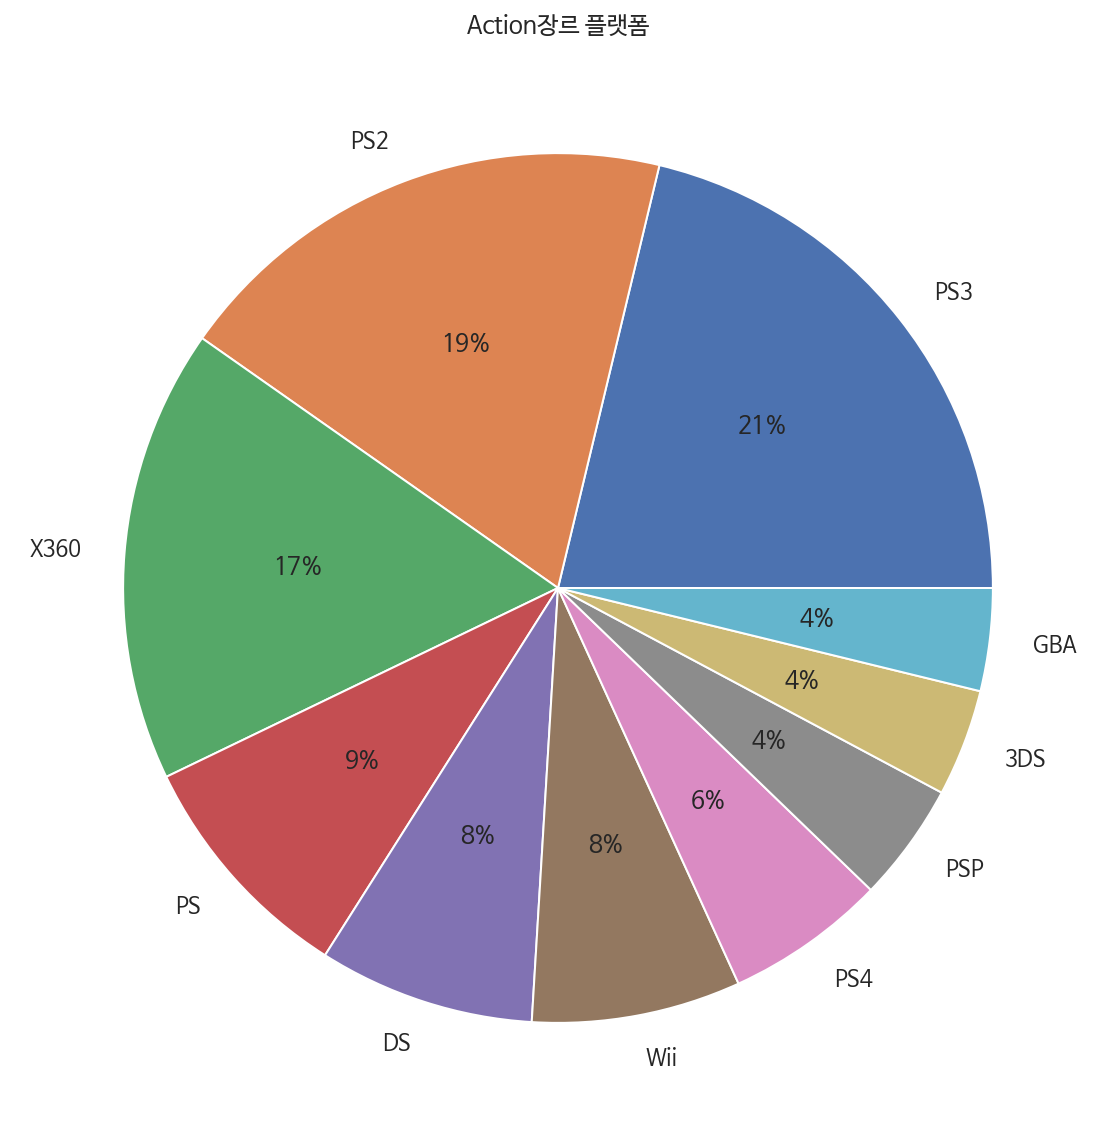 Action장르 플랫폼
PS2
PS3
19%
21%
X360
17%
4%
GBA
4%
3DS
4%
9%
6%
PSP
8%
8%
PS
PS4
DS
Wii